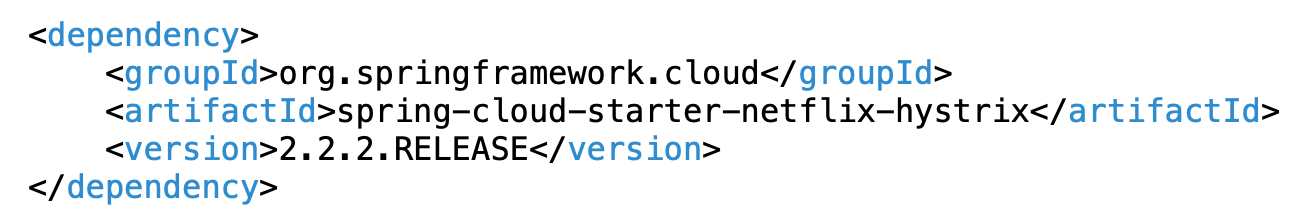 <dependency>
    <groupId>org.springframework.cloud</groupId>
    <artifactId>spring-cloud-starter-netflix-hystrix</artifactId>
    <version>2.2.2.RELEASE</version>
</dependency>